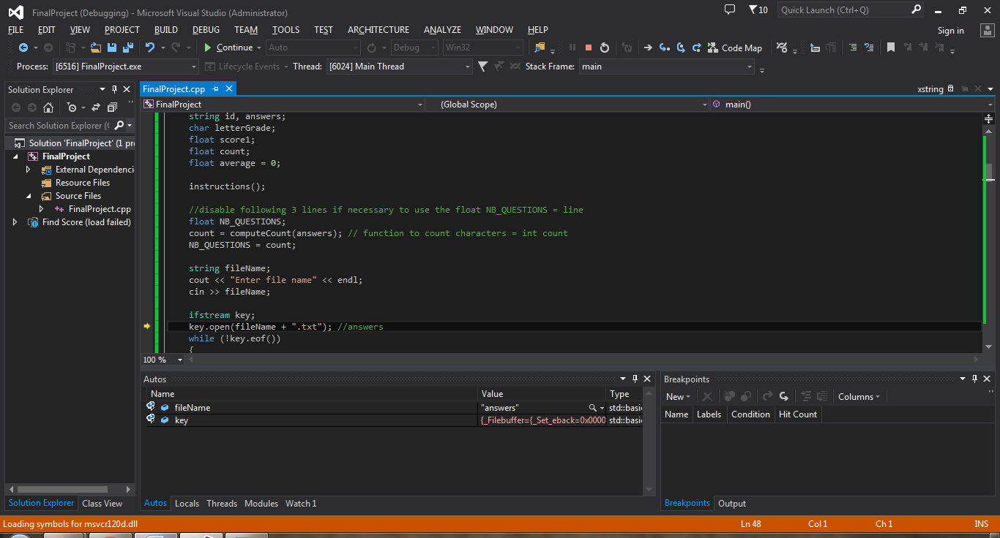 FinalProject (Debugging) - Microsoft Visual Studio (Administrator)
10
Quick Launch (Ctrl+Q)
FILE EDIT VIEW PROJECT BUILD DEBUG TEAM TOOLS TEST ARCHITECTURE ANALYZE WINDOW HELP
Sign in
Continue Auto Debug Win32 Code Map
Process: [6516] FinalProject.exe Lifecycle Events Thread: [6024] Main Thread Stack Frame: main
Solution Explorer
Search Solution Explorer (
Solution 'FinalProject' (1 pr
FinalProject
External Dependenci
Resource Files
Source Files
FinalProject.cpp
Find Score (load failed)
Solution Explorer Class View
FinalProject.cpp
xstring
FinalProject (Global Scope) main()
string id, answers;
char letterGrade;
float score1;
float count;
float average = 0;
instructions();
//disable following 3 lines if necessary to use the float NB_QUESTIONS = line
float NB_QUESTIONS;
count = computeCount(answers); // function to count characters = int count
NB_QUESTIONS = count;
string fileName;
cout << "Enter file name" << endl;
cin >> fileName;
ifstream key;
key.open(fileName + ".txt"); //answers
while (!key.eof())
{
100 %
Autos
Name Value Type
fileName "answers" std::basic
key {_Filebuffer={_Set_eback=0x0000 std::basic
Autos Locals Threads Modules Watch 1
Breakpoints
New Columns
Name Labels Condition Hit Count
Breakpoints Output
Loading symbols for msvcr120d.dll
Ln 48 Col 1 Ch 1 INS